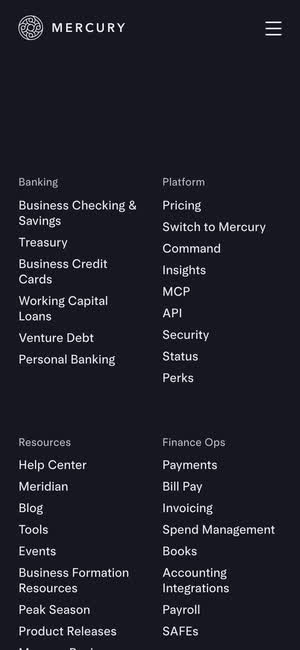 MERCURY
Banking
Business Checking &
Savings
Treasury
Business Credit
Cards
Working Capital
Loans
Venture Debt
Personal Banking
Platform
Pricing
Switch to Mercury
Command
Insights
MCP
API
Security
Status
Perks
Resources
Help Center
Meridian
Blog
Tools
Events
Business Formation
Resources
Peak Season
Product Releases
Finance Ops
Payments
Bill Pay
Invoicing
Spend Management
Books
Accounting
Integrations
Payroll
SAFEs